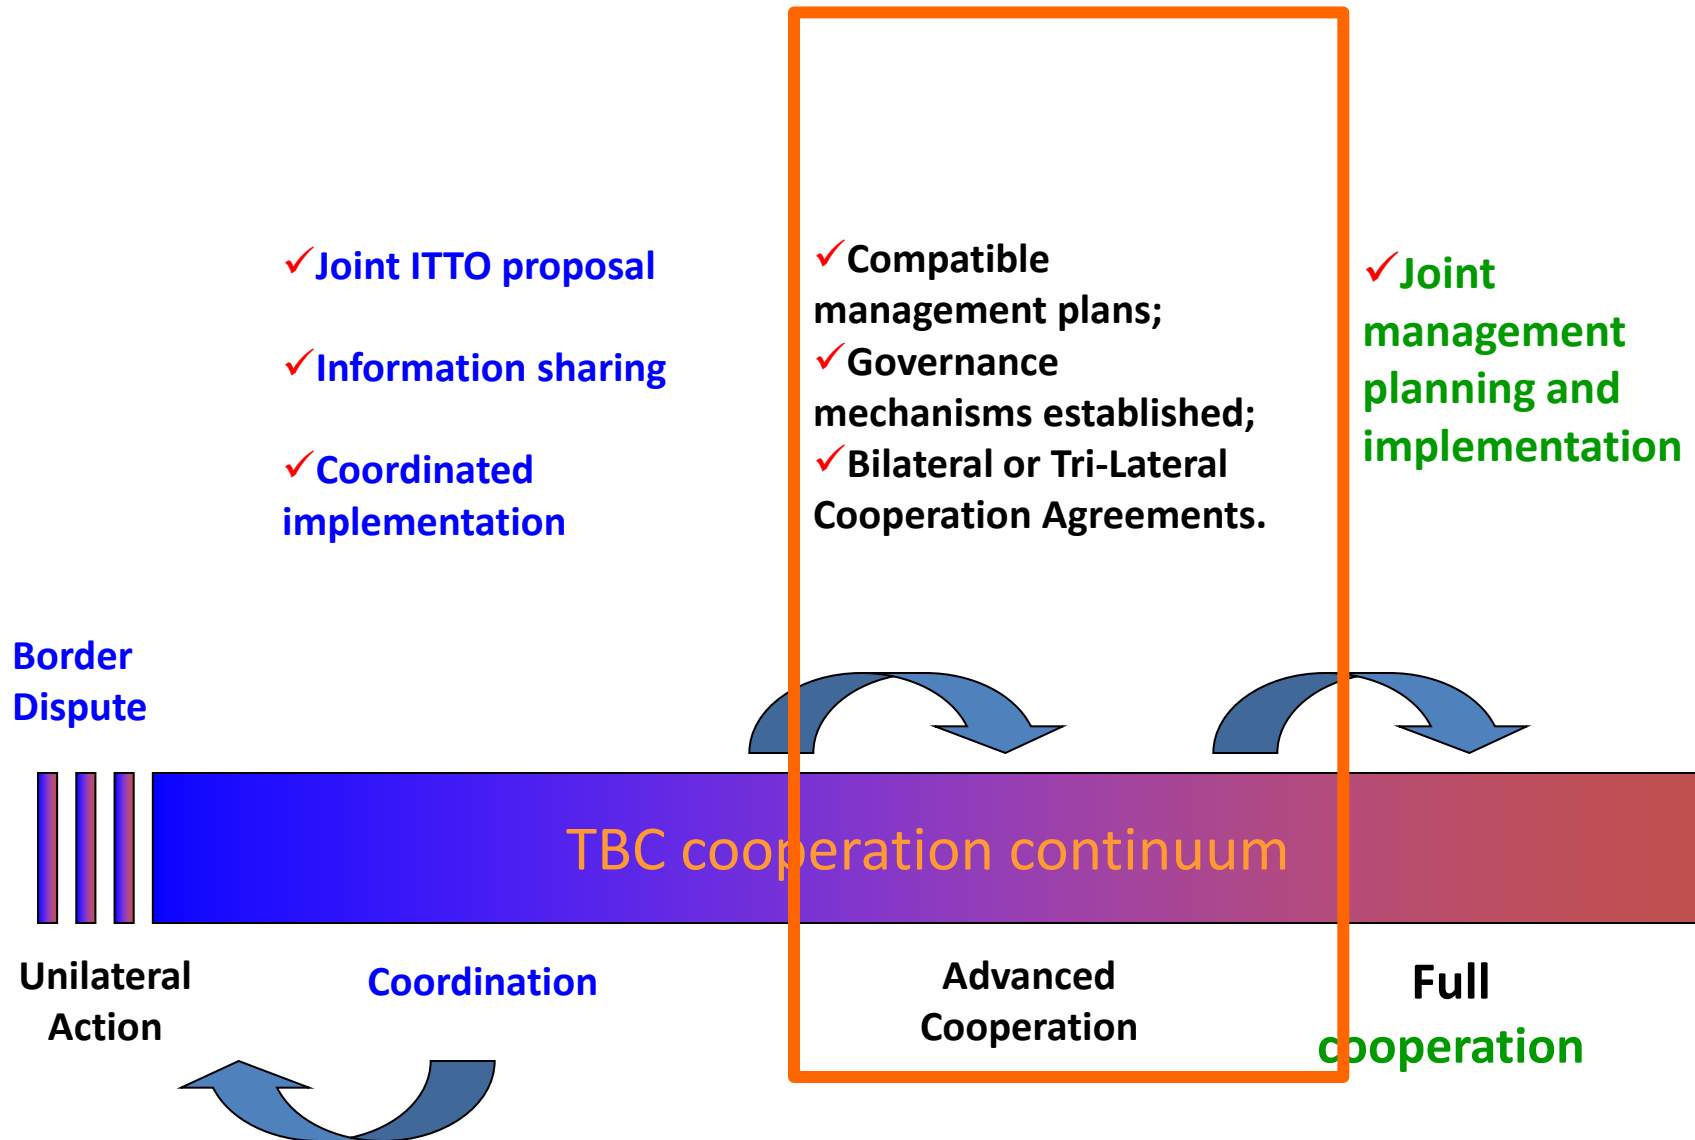 ✓Joint ITTO proposal
✓Information sharing
✓Coordinated
implementation
✓Compatible
management plans;
✓Governance
mechanisms established;
✓Bilateral or Tri-Lateral
Cooperation Agreements.
✓Joint
management
planning and
implementation
Border
Dispute
TBC cooperation continuum
Unilateral
Action
Coordination
Advanced
Cooperation
Full
cooperation